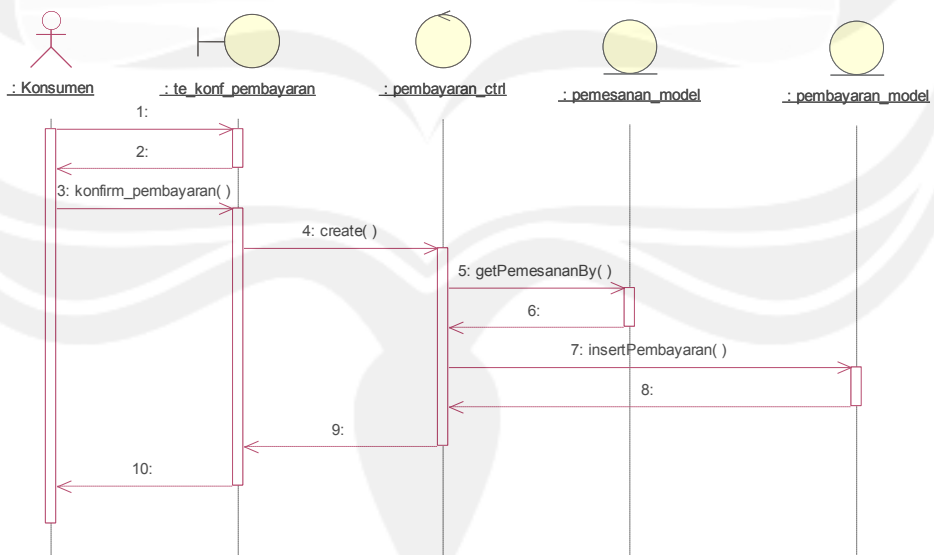 : Konsumen
: te_konf_pembayaran
: pembayaran_ctrl
: pemesanan_model
: pembayaran_model
1:
2:
3: konfirm_pembayaran( )
4: create( )
5: getPemesananBy( )
6:
7: insertPembayaran( )
8:
9:
10: